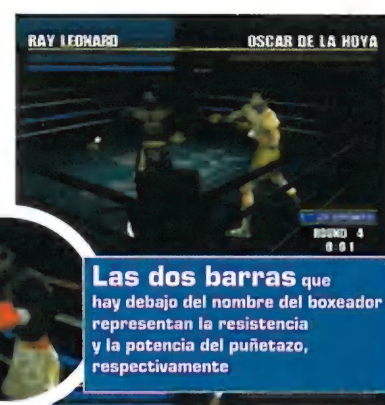 RAY LEONARD
OSCAR DE LA HOYA
ROUND 4
0:01
Las dos barras que
hay debajo del nombre del boxeador
representan la resistencia
y la potencia del puñetazo,
respectivamente